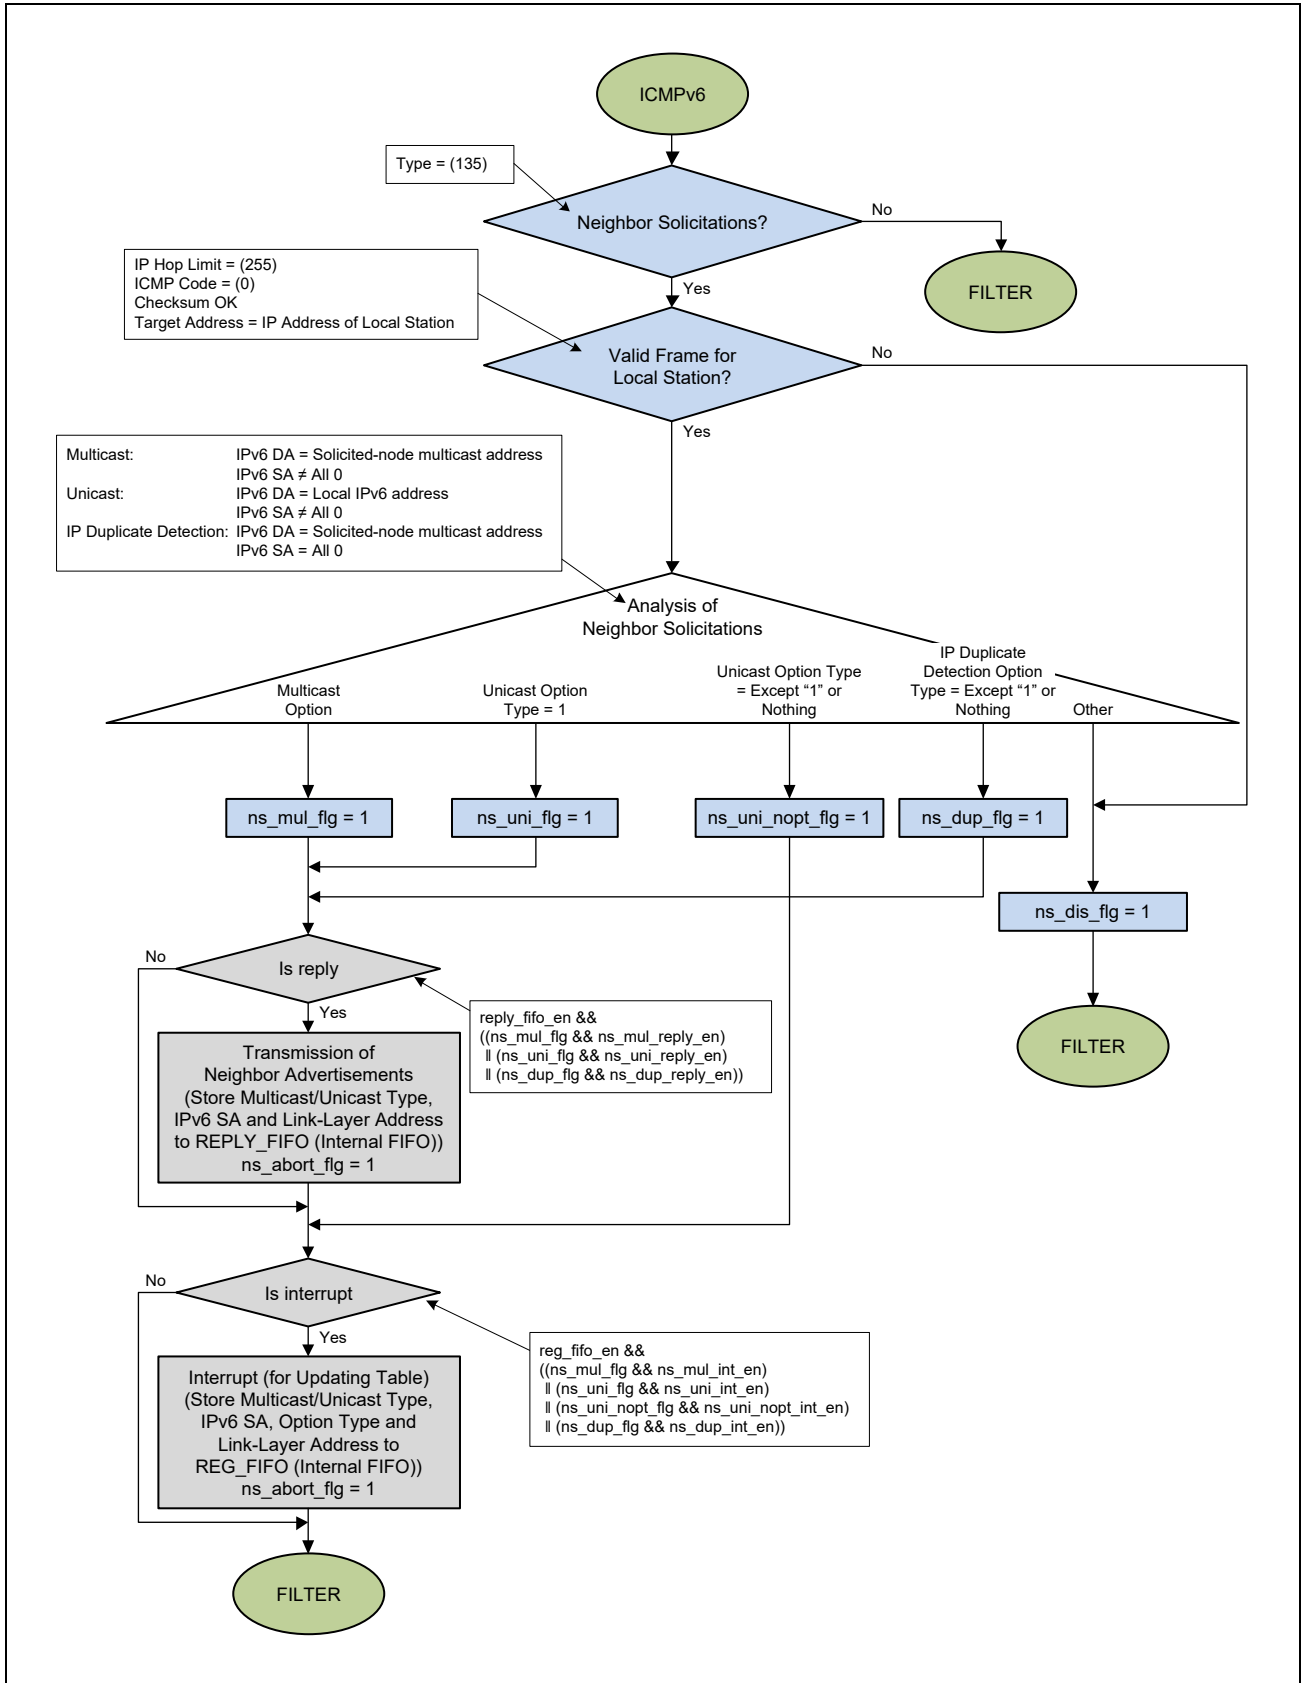 ICMPv6
Type = (135)
Neighbor Solicitations?
No
FILTER
Yes
IP Hop Limit = (255)
ICMP Code = (0)
Checksum OK
Target Address = IP Address of Local Station
Valid Frame for
Local Station?
No
Yes
Multicast: IPv6 DA = Solicited-node multicast address
IPv6 SA ≠ All 0
Unicast: IPv6 DA = Local IPv6 address
IPv6 SA ≠ All 0
IP Duplicate Detection: IPv6 DA = Solicited-node multicast address
IPv6 SA = All 0
Analysis of
Neighbor Solicitations
Multicast
Option
Unicast Option
Type = 1
Unicast Option Type
= Except “1” or
Nothing
IP Duplicate
Detection Option
Type = Except “1” or
Nothing
Other
ns_mul_flg = 1
ns_uni_flg = 1
ns_uni_nopt_flg = 1
ns_dup_flg = 1
ns_dis_flg = 1
FILTER
Is reply
No
Yes
reply_fifo_en &&
((ns_mul_flg && ns_mul_reply_en)
|| (ns_uni_flg && ns_uni_reply_en)
|| (ns_dup_flg && ns_dup_reply_en))
Transmission of
Neighbor Advertisements
(Store Multicast/Unicast Type,
IPv6 SA and Link-Layer Address
to REPLY_FIFO (Internal FIFO))
ns_abort_flg = 1
Is interrupt
No
Yes
reg_fifo_en &&
((ns_mul_flg && ns_mul_int_en)
|| (ns_uni_flg && ns_uni_int_en)
|| (ns_uni_nopt_flg && ns_uni_nopt_int_en)
|| (ns_dup_flg && ns_dup_int_en))
Interrupt (for Updating Table)
(Store Multicast/Unicast Type,
IPv6 SA, Option Type and
Link-Layer Address to
REG_FIFO (Internal FIFO))
ns_abort_flg = 1
FILTER